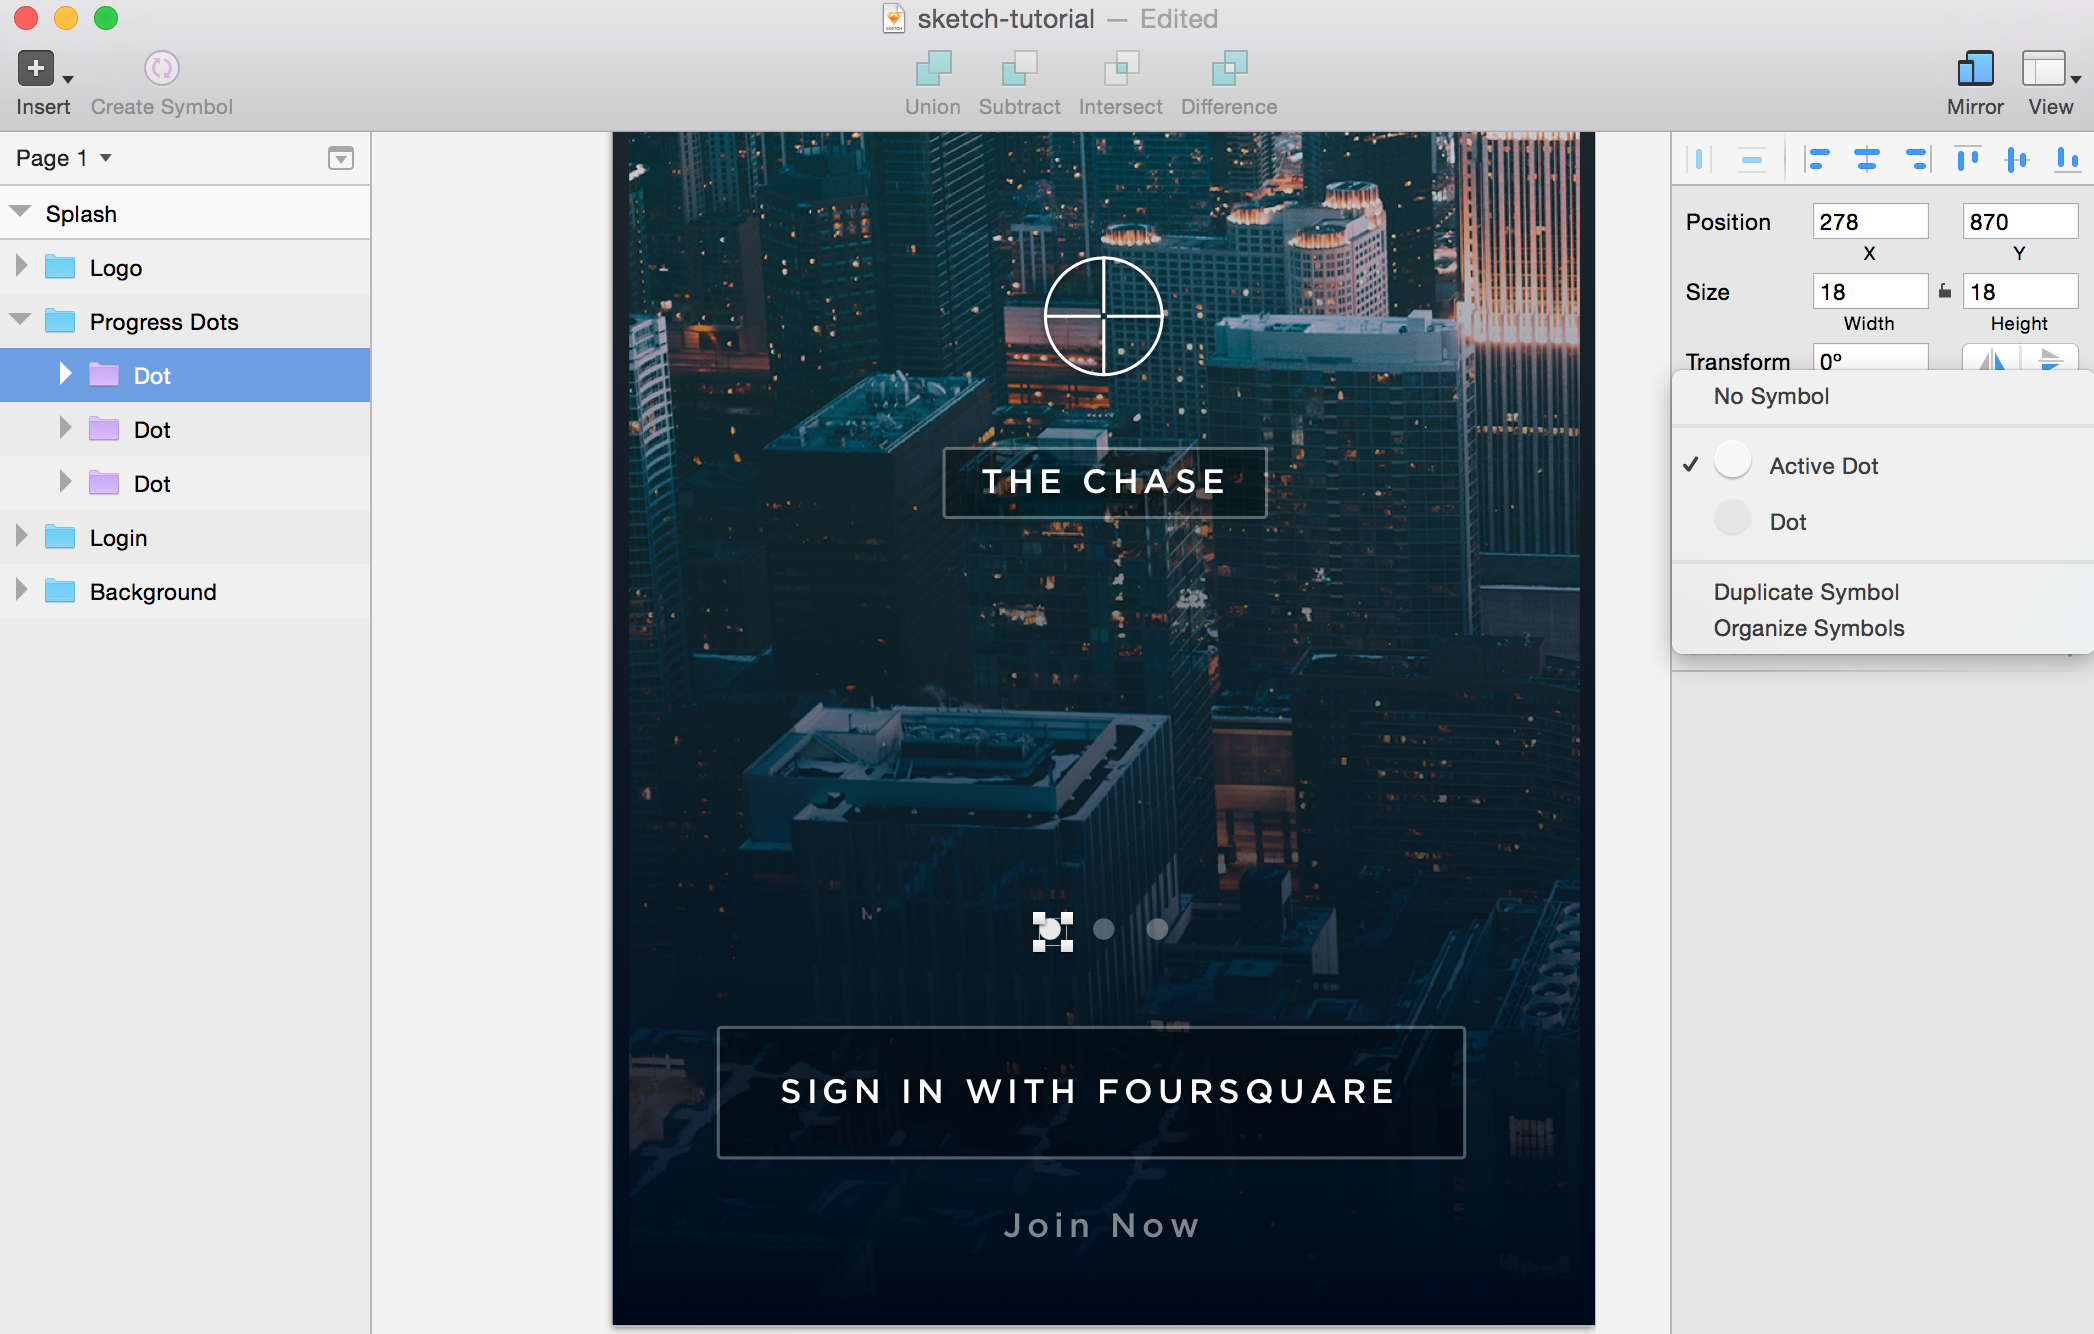 sketch-tutorial — Edited
Insert
Create Symbol
Union
Subtract
Intersect
Difference
Mirror
View
Page 1
Splash
Logo
Progress Dots
Dot
Dot
Dot
Login
Background
THE CHASE
SIGN IN WITH FOURSQUARE
Join Now
Position 278 870
X Y
Size 18 18
Width Height
Transform 0º
No Symbol
Active Dot
Dot
Duplicate Symbol
Organize Symbols